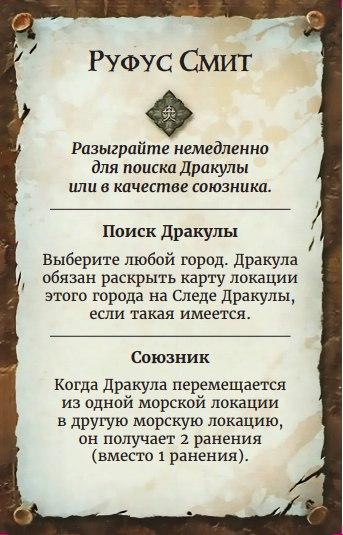 Руфус Смит
Разыграйте немедленно
для поиска Дракулы
или в качестве союзника.
Поиск Дракулы
Выберите любой город. Дракула
обязан раскрыть карту локации
этого города на Следе Дракулы,
если такая имеется.
Союзник
Когда Дракула перемещается
из одной морской локации
в другую морскую локацию,
он получает 2 ранения
(вместо 1 ранения).